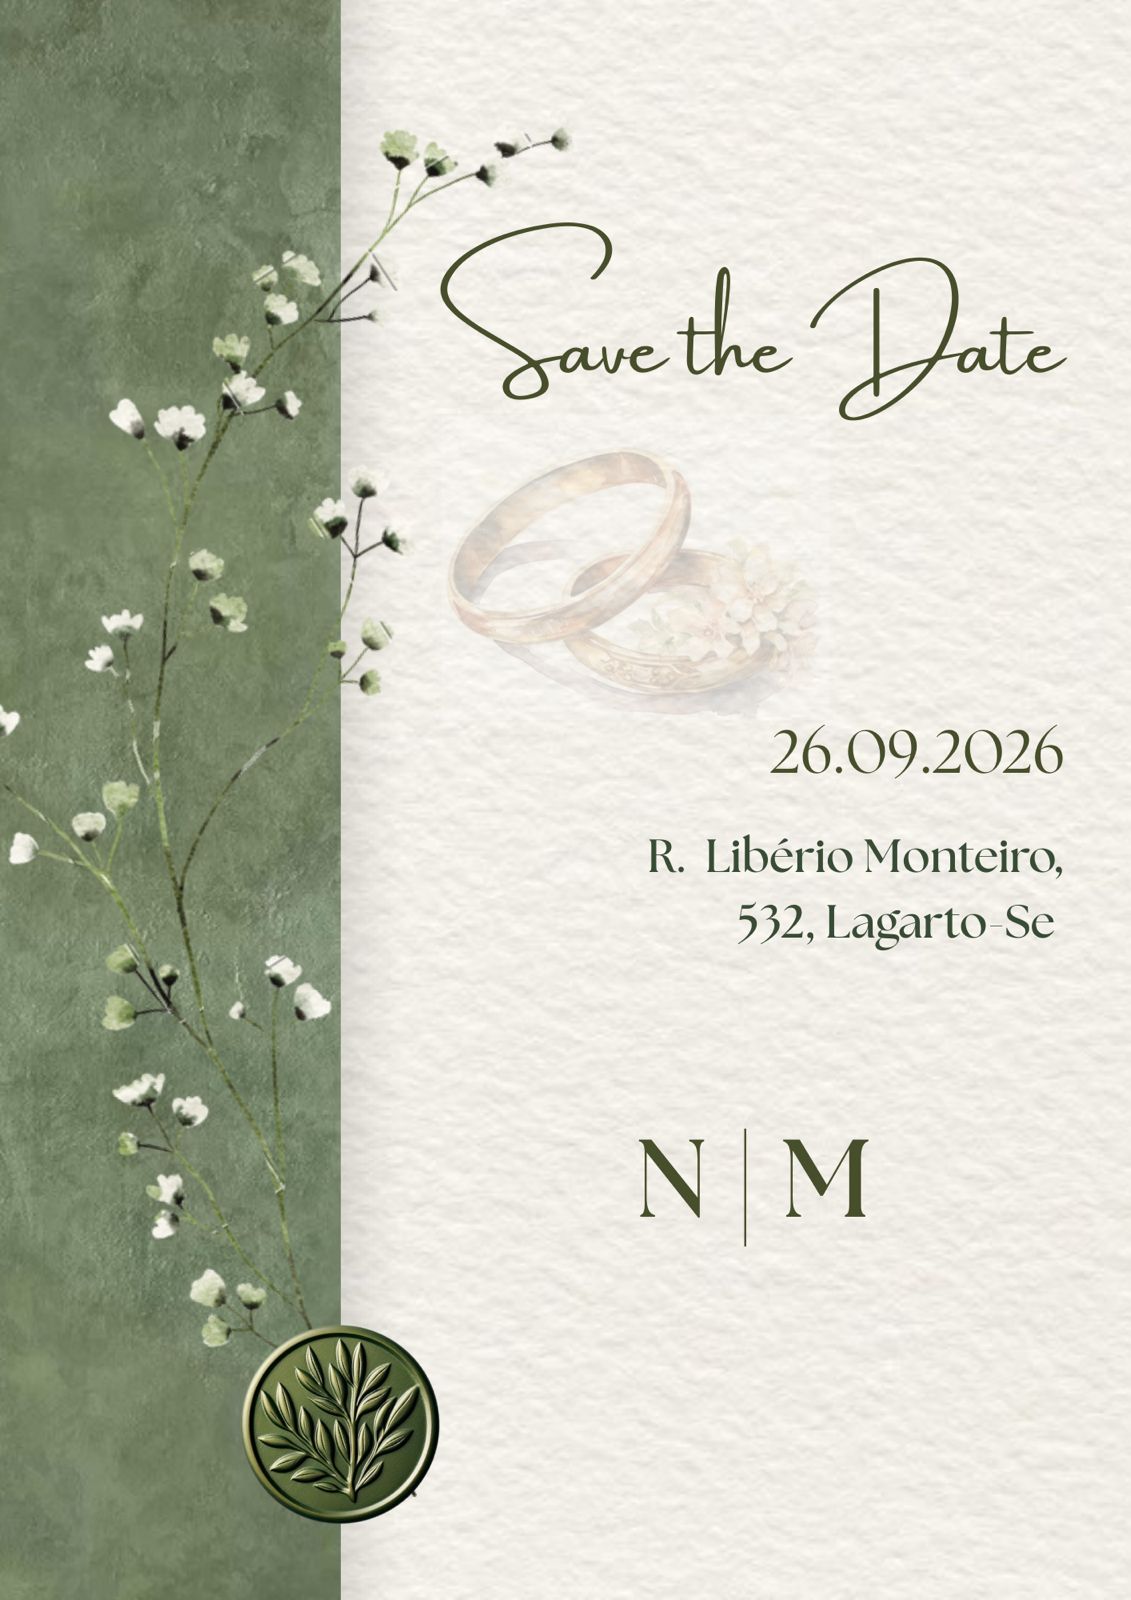 Save the Date
26.09.2026
R. Libério Monteiro,
532, Lagarto-Se
N | M